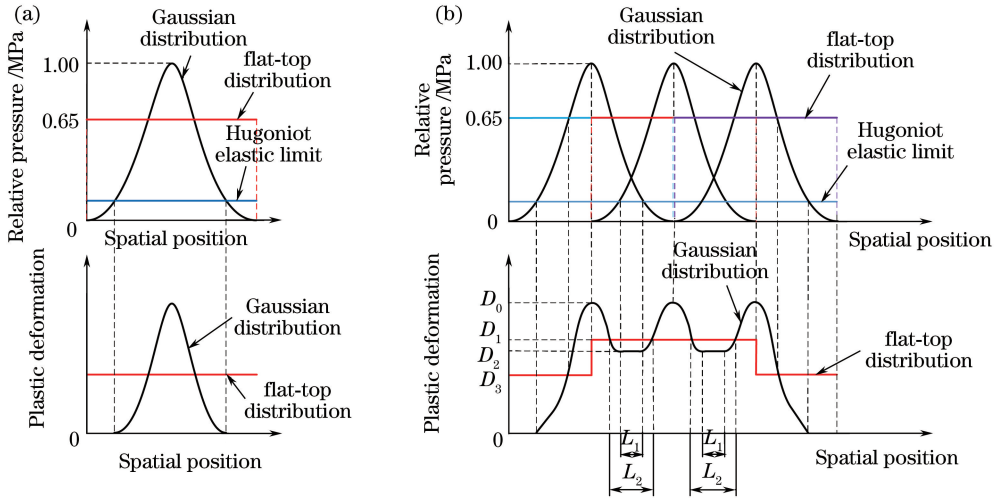 (a)
Gaussian
distribution
flat-top
distribution
Hugoniot
elastic limit
1.00
0.65
0
Relative pressure /MPa
Spatial position
Plastic deformation
Gaussian
distribution
flat-top
distribution
0
Spatial position
(b)
Gaussian
distribution
flat-top
distribution
Hugoniot
elastic limit
1.00
0.65
0
Relative
pressure /MPa
Spatial position
Gaussian
distribution
flat-top
distribution
Plastic deformation
D0
D1
D2
D3
0
L1
L1
L2
L2
Spatial position